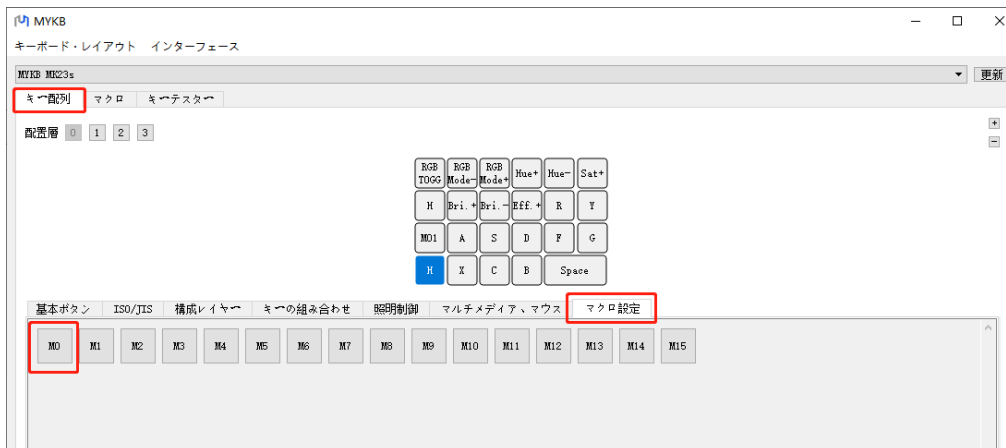 MYKB
キーボード・レイアウト インターフェース
MYKB MK23s 更新
キー配列 マクロ キーテスター
配置層 0 1 2 3
RGB TOGG RGB Mode- RGB Mode+ Hue+ Hue- Sat+
H Bri.+ Bri.- Eff.+ R Y
MO1 A S D F G
H X C B Space
基本ボタン ISO/JIS 構成レイヤー キーの組み合わせ 照明制御 マルチメディア、マウス マクロ設定
M0 M1 M2 M3 M4 M5 M6 M7 M8 M9 M10 M11 M12 M13 M14 M15